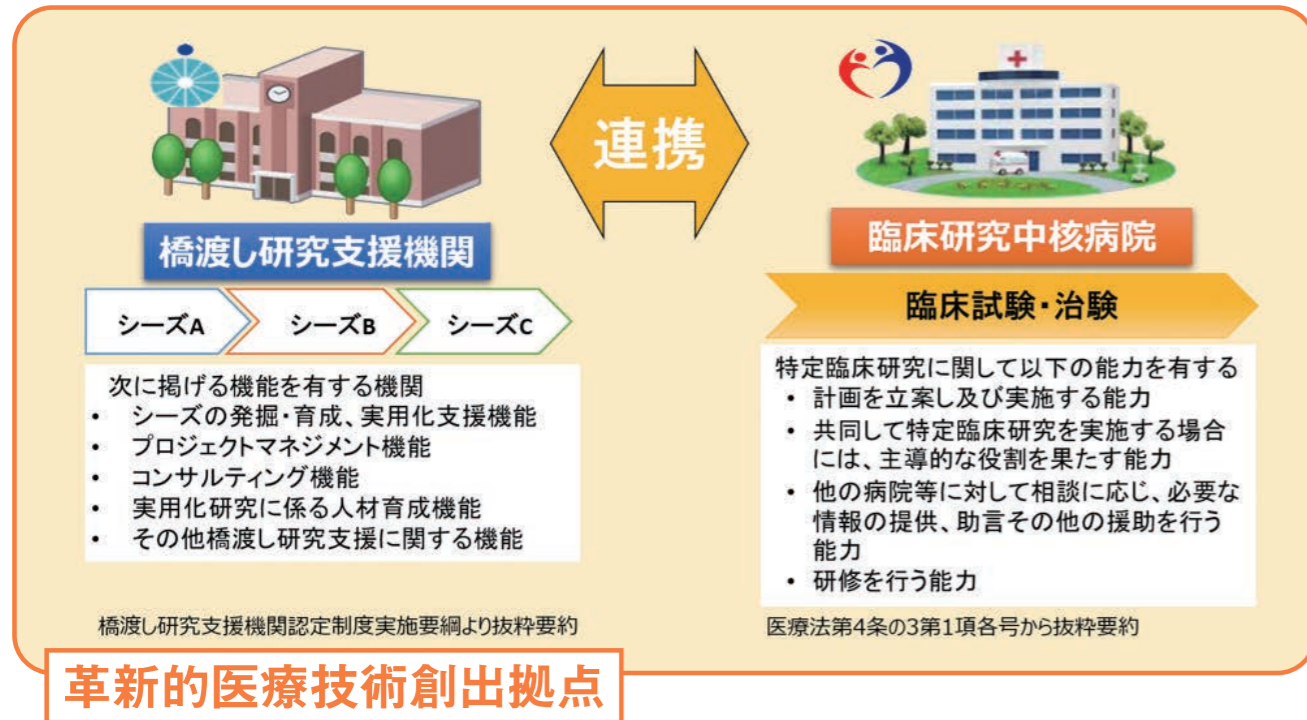 連携
橋渡し研究支援機関
シーズA
シーズB
シーズC
次に掲げる機能を有する機関
• シーズの発掘・育成、実用化支援機能
• プロジェクトマネジメント機能
• コンサルティング機能
• 実用化研究に係る人材育成機能
• その他橋渡し研究支援に関する機能
橋渡し研究支援機関認定制度実施要綱より抜粋要約
臨床研究中核病院
臨床試験・治験
特定臨床研究に関して以下の能力を有する
• 計画を立案し及び実施する能力
• 共同して特定臨床研究を実施する場合
には、主導的な役割を果たす能力
• 他の病院等に対して相談に応じ、必要な
情報の提供、助言その他の援助を行う
能力
• 研修を行う能力
医療法第4条の3第1項各号から抜粋要約
革新的医療技術創出拠点